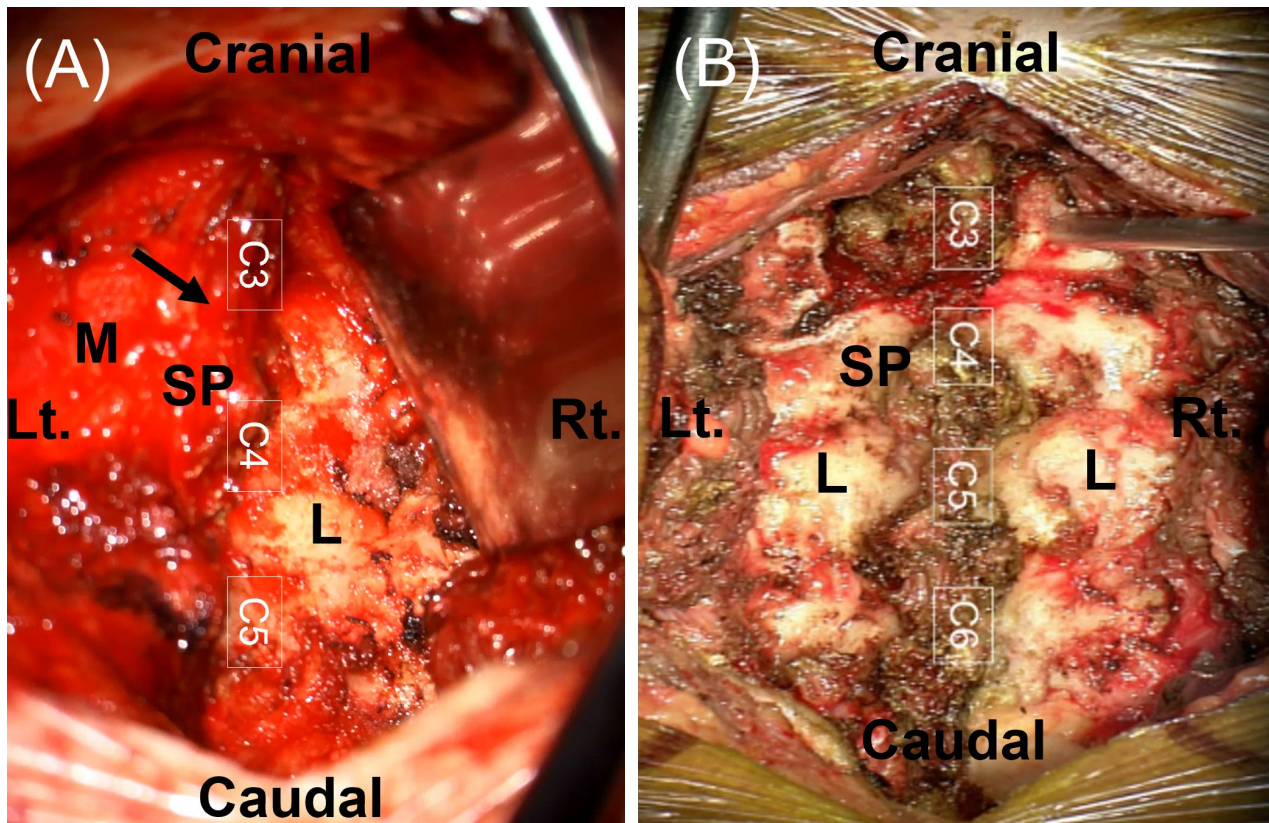 (A)
Cranial
C3
M
SP
Lt.
Rt.
C4
L
C5
Caudal
(B)
Cranial
C3
C4
SP
Lt.
Rt.
L
C5
L
C6
Caudal